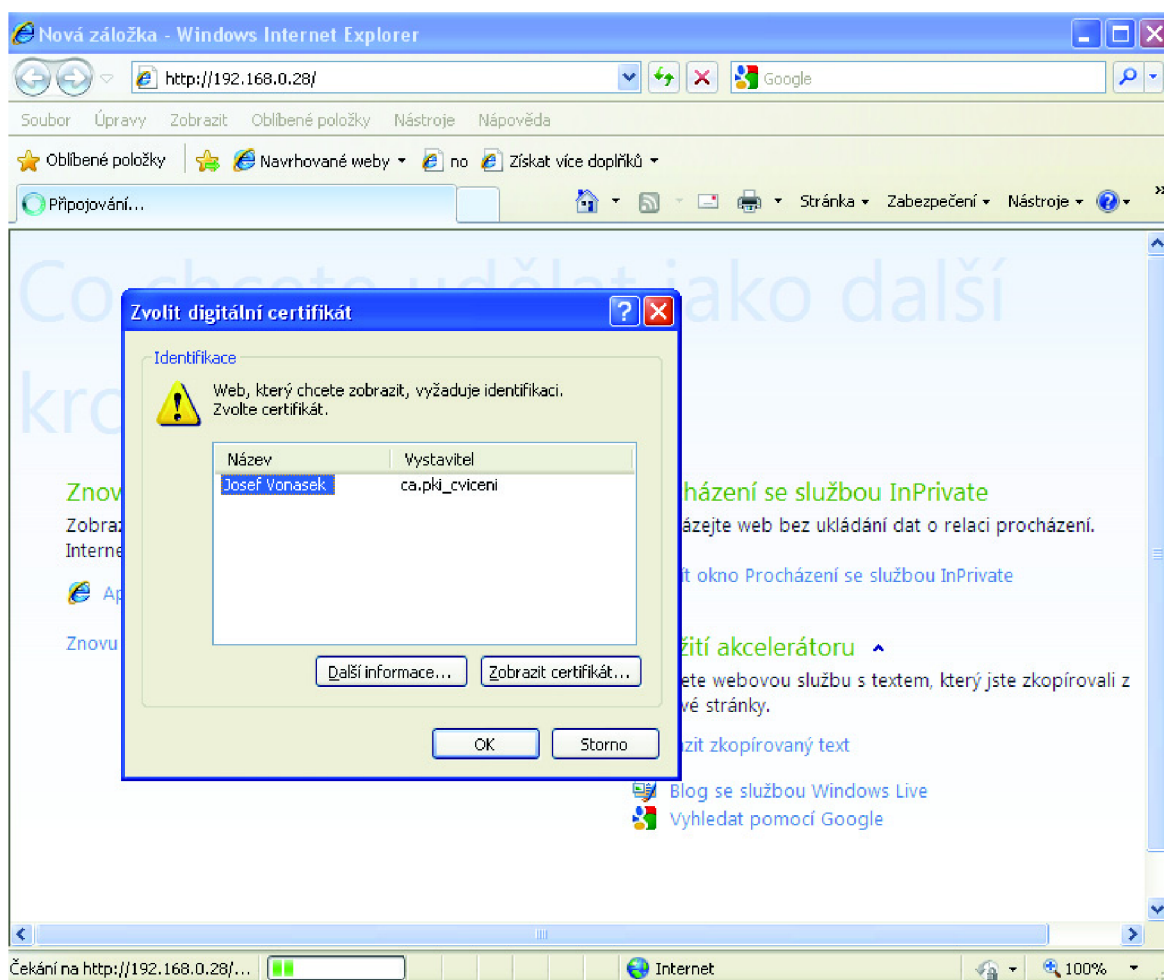 Nová záložka - Windows Internet Explorer
http://192.168.0.28/
Google
Soubor Úpravy Zobrazit Oblíbené položky Nástroje Nápověda
Oblíbené položky Navrhované weby no Získat více doplňků
Připojování...
Stránka Zabezpečení Nástroje »
Co chcete udělat jako další
kro
Zvolit digitální certifikát
Identifikace
Web, který chcete zobrazit, vyžaduje identifikaci.
Zvolte certifikát.
Název Vystavitel
Josef Vonasek ca.pki_cviceni
Další informace... Zobrazit certifikát...
OK Storno
Znov
Zobraz
Interne
Ap
Znovu
házení se službou InPrivate
ázejte web bez ukládání dat o relaci procházení.
ít okno Procházení se službou InPrivate
žití akcelerátoru
ete webovou službu s textem, který jste zkopírovali z
vé stránky.
zit zkopírovaný text
Blog se službou Windows Live
Vyhledat pomocí Google
Čekání na http://192.168.0.28/... Internet 100%